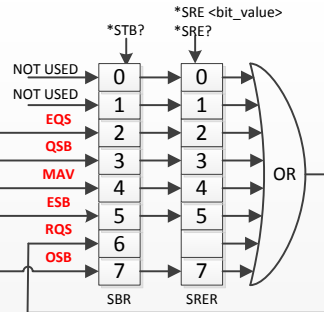 *SRE <bit_value>
*STB? *SRE?
NOT USED 0 0
NOT USED 1 1
EQS 2 2
QSB 3 3
MAV 4 4 OR
ESB 5 5
RQS 6
OSB 7 7
SBR SRER